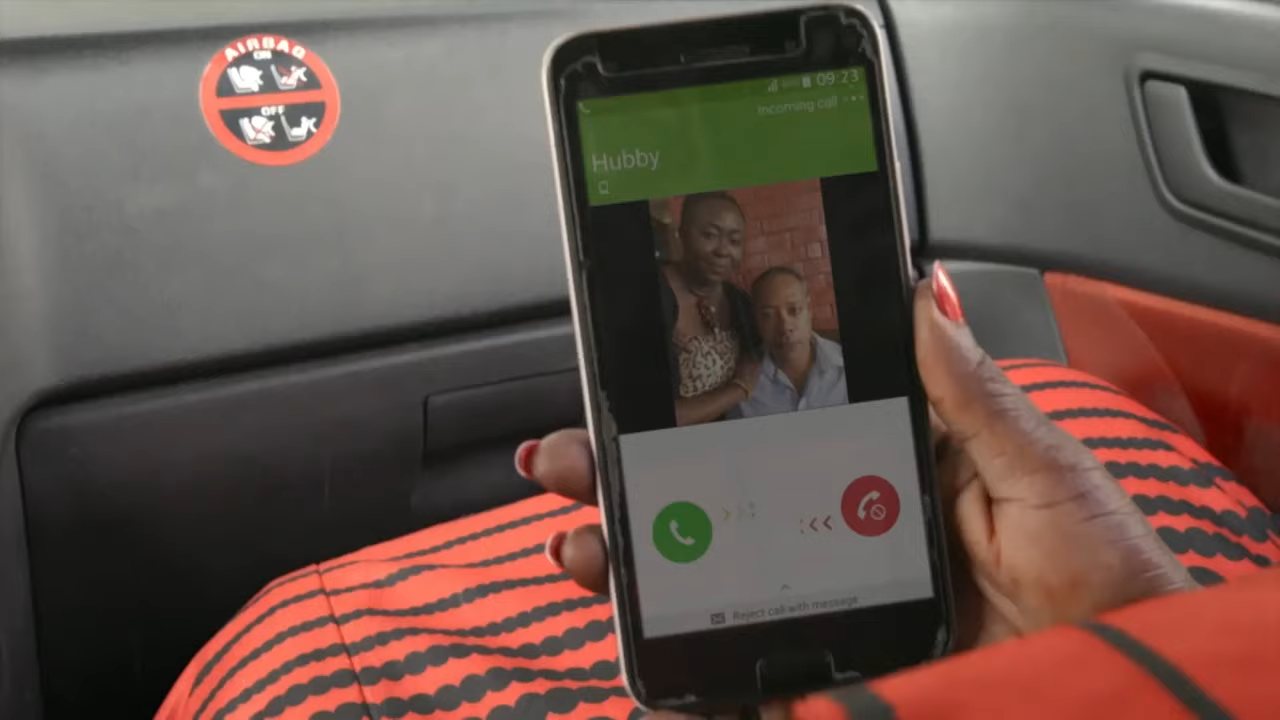 AIRBAG
ON
OFF
09:23
Incoming call
Hubby
Reject call with message